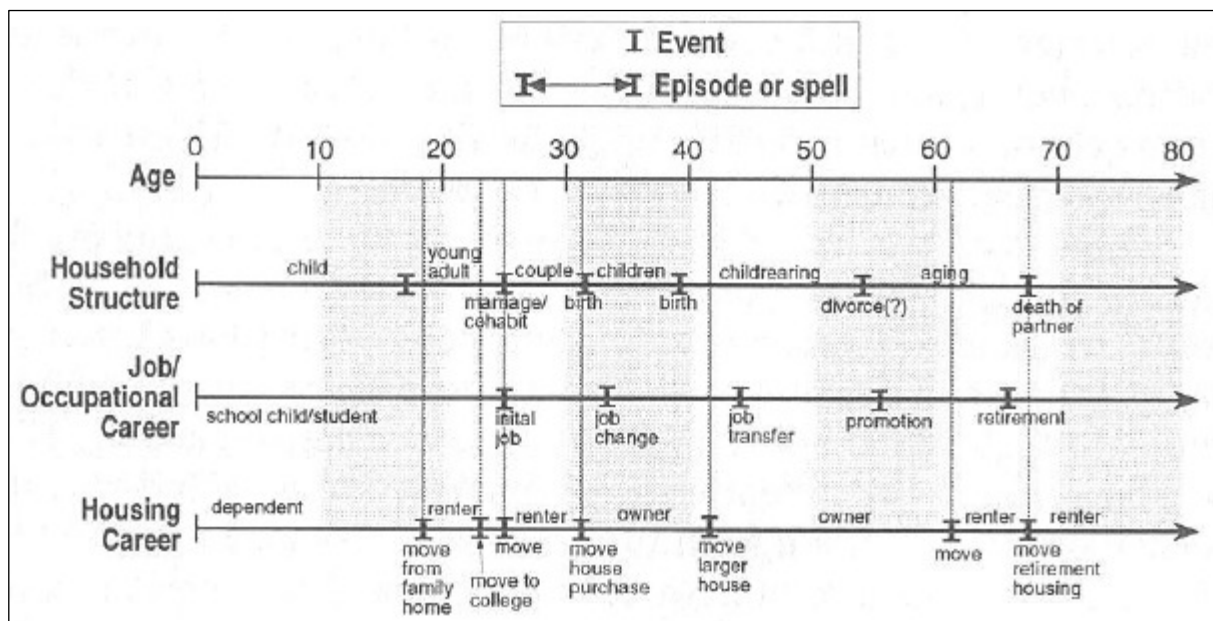 Event
Episode or spell
0 10 20 30 40 50 60 70 80
Age
Household
Structure
child
young
adult
couple
children
childrearing
aging
marriage/
cohabit
birth
birth
divorce(?)
death of
partner
Job/
Occupational
Career
school child/student
inital
job
job
change
job
transfer
promotion
retirement
Housing
Career
dependent
renter
renter
owner
owner
renter
renter
move
from
family
home
move to
college
move
move
house
purchase
move
larger
house
move
move
retirement
housing